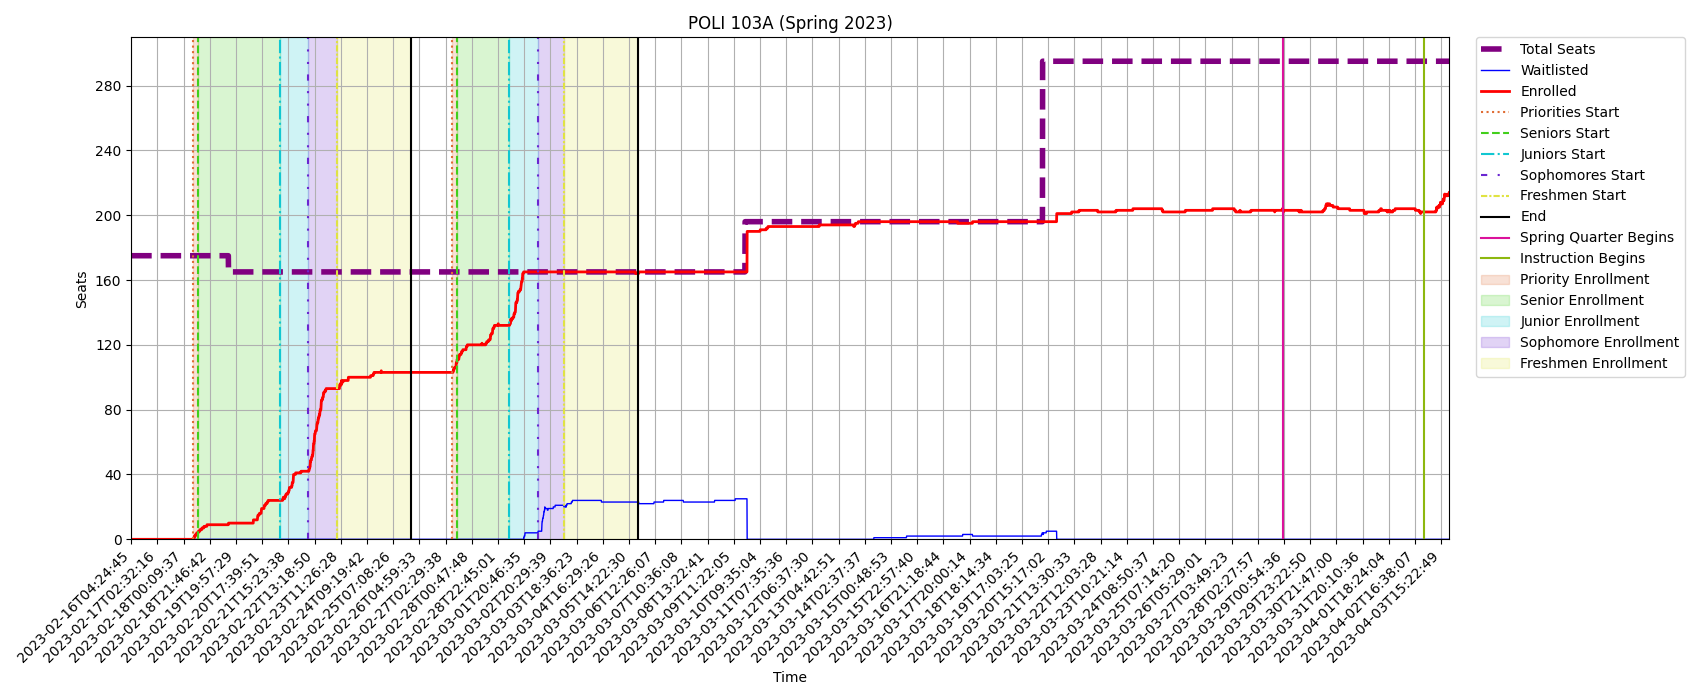 POLI 103A (Spring 2023)
280
240
200
160
120
80
40
0
Seats
2023-02-16T04:24:45
2023-02-17T02:32:16
2023-02-18T00:09:37
2023-02-18T21:46:42
2023-02-19T19:57:29
2023-02-20T17:39:51
2023-02-21T15:23:38
2023-02-22T13:18:50
2023-02-23T11:26:28
2023-02-24T09:19:42
2023-02-25T07:08:26
2023-02-26T04:59:33
2023-02-27T02:29:38
2023-02-28T00:47:48
2023-02-28T22:45:01
2023-03-01T20:46:35
2023-03-02T20:29:39
2023-03-03T18:36:23
2023-03-04T16:29:26
2023-03-05T14:22:30
2023-03-06T12:26:07
2023-03-07T10:36:08
2023-03-08T13:22:41
2023-03-09T11:22:05
2023-03-10T09:35:04
2023-03-11T07:35:36
2023-03-12T06:37:30
2023-03-13T04:42:51
2023-03-14T02:37:37
2023-03-15T00:48:53
2023-03-15T22:57:40
2023-03-16T21:18:44
2023-03-17T20:00:14
2023-03-18T18:14:34
2023-03-19T17:03:25
2023-03-20T15:17:02
2023-03-21T13:30:33
2023-03-22T12:03:28
2023-03-23T10:21:14
2023-03-24T08:50:37
2023-03-25T07:14:20
2023-03-26T05:29:01
2023-03-27T03:49:23
2023-03-28T02:27:57
2023-03-29T00:54:36
2023-03-29T23:22:50
2023-03-30T21:47:00
2023-03-31T20:10:36
2023-04-01T18:24:04
2023-04-02T16:38:07
2023-04-03T15:22:49
Time
Total Seats
Waitlisted
Enrolled
Priorities Start
Seniors Start
Juniors Start
Sophomores Start
Freshmen Start
End
Spring Quarter Begins
Instruction Begins
Priority Enrollment
Senior Enrollment
Junior Enrollment
Sophomore Enrollment
Freshmen Enrollment